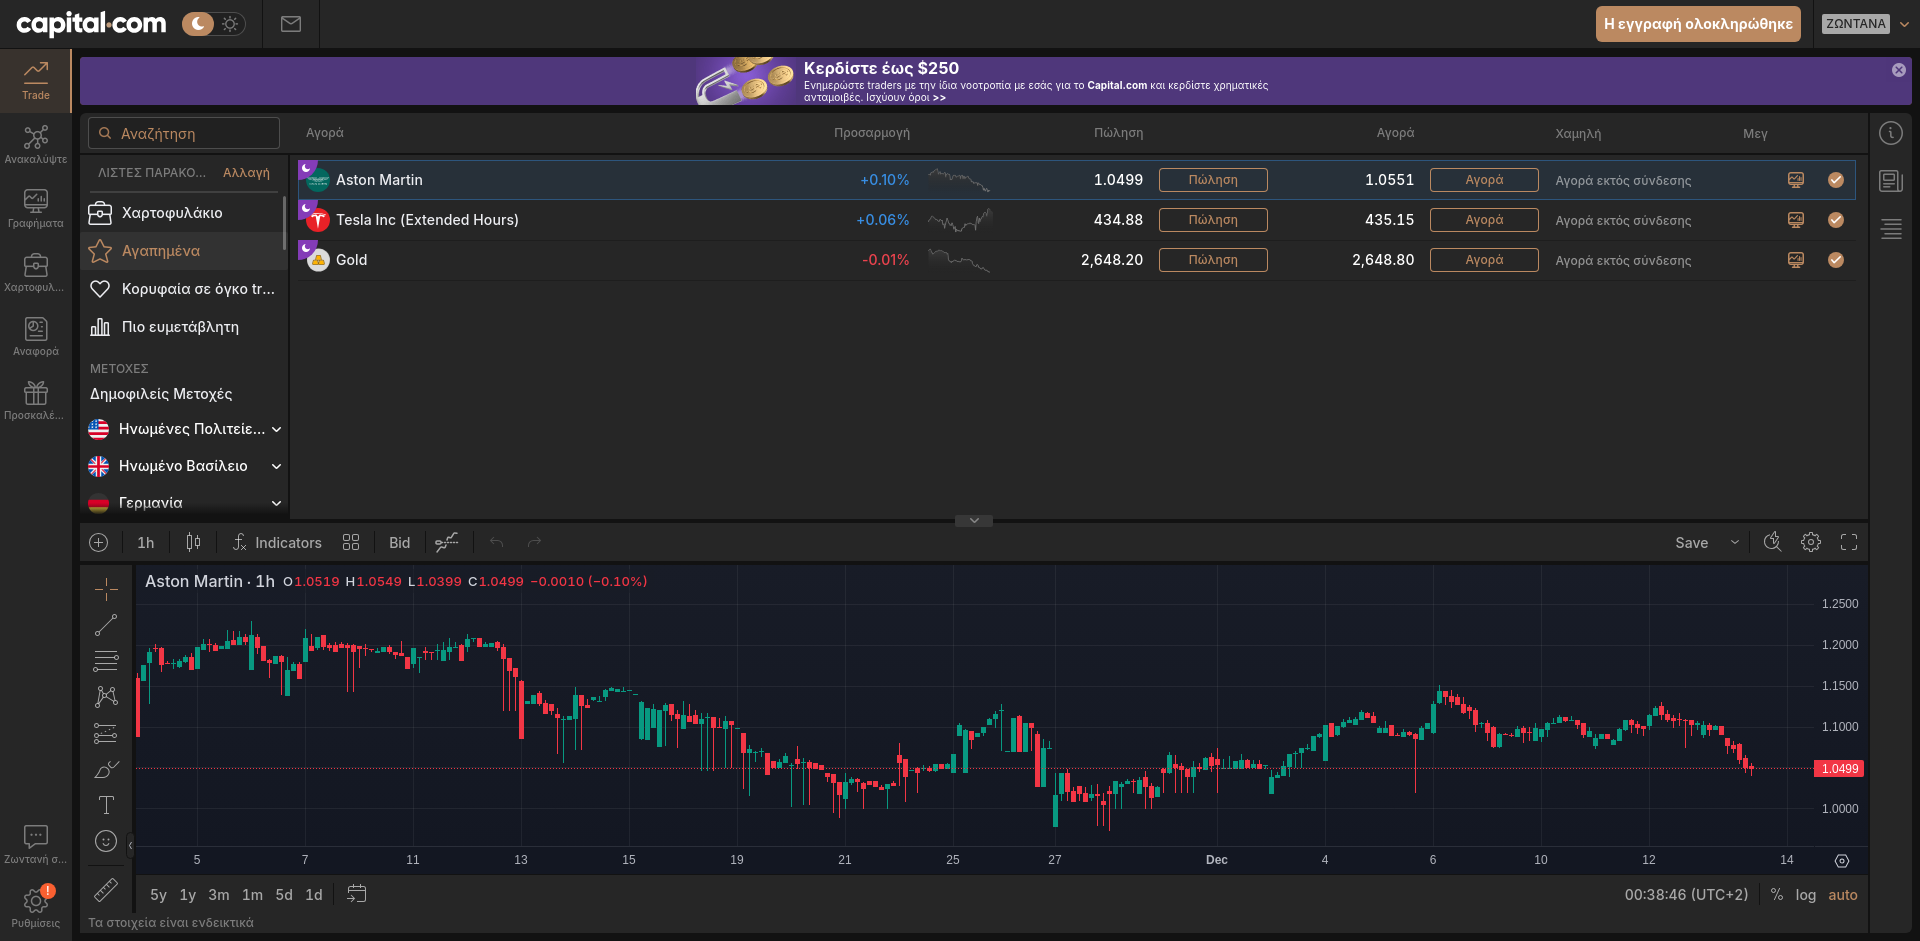 capital.com
Η εγγραφή ολοκληρώθηκε
ΖΩΝΤΑΝΑ
Trade
Ανακαλύψτε
Γραφήματα
Χαρτοφυλ...
Αναφορά
Προσκαλέ...
Ζωντανή σ...
Ρυθμίσεις
Κερδίστε έως $250
Ενημερώστε traders με την ίδια νοοτροπία με εσάς για το Capital.com και κερδίστε χρηματικές
ανταμοιβές. Ισχύουν όροι >>
Αναζήτηση
Αγορά Προσαρμογή Πώληση Αγορά Χαμηλή Μεγ
ΛΙΣΤΕΣ ΠΑΡΑΚΟ... Αλλαγή
Χαρτοφυλάκιο
Αγαπημένα
Κορυφαία σε όγκο tr...
Πιο ευμετάβλητη
ΜΕΤΟΧΕΣ
Δημοφιλείς Μετοχές
Ηνωμένες Πολιτείε...
Ηνωμένο Βασίλειο
Γερμανία
Aston Martin +0.10% 1.0499 Πώληση 1.0551 Αγορά Αγορά εκτός σύνδεσης
Tesla Inc (Extended Hours) +0.06% 434.88 Πώληση 435.15 Αγορά Αγορά εκτός σύνδεσης
Gold -0.01% 2,648.20 Πώληση 2,648.80 Αγορά Αγορά εκτός σύνδεσης
1h Indicators Bid Save
Aston Martin · 1h O1.0519 H1.0549 L1.0399 C1.0499 −0.0010 (−0.10%)
1.2500
1.2000
1.1500
1.1000
1.0499
1.0000
5 7 11 13 15 19 21 25 27 Dec 4 6 10 12 14
5y 1y 3m 1m 5d 1d 00:38:46 (UTC+2) % log auto
Τα στοιχεία είναι ενδεικτικά